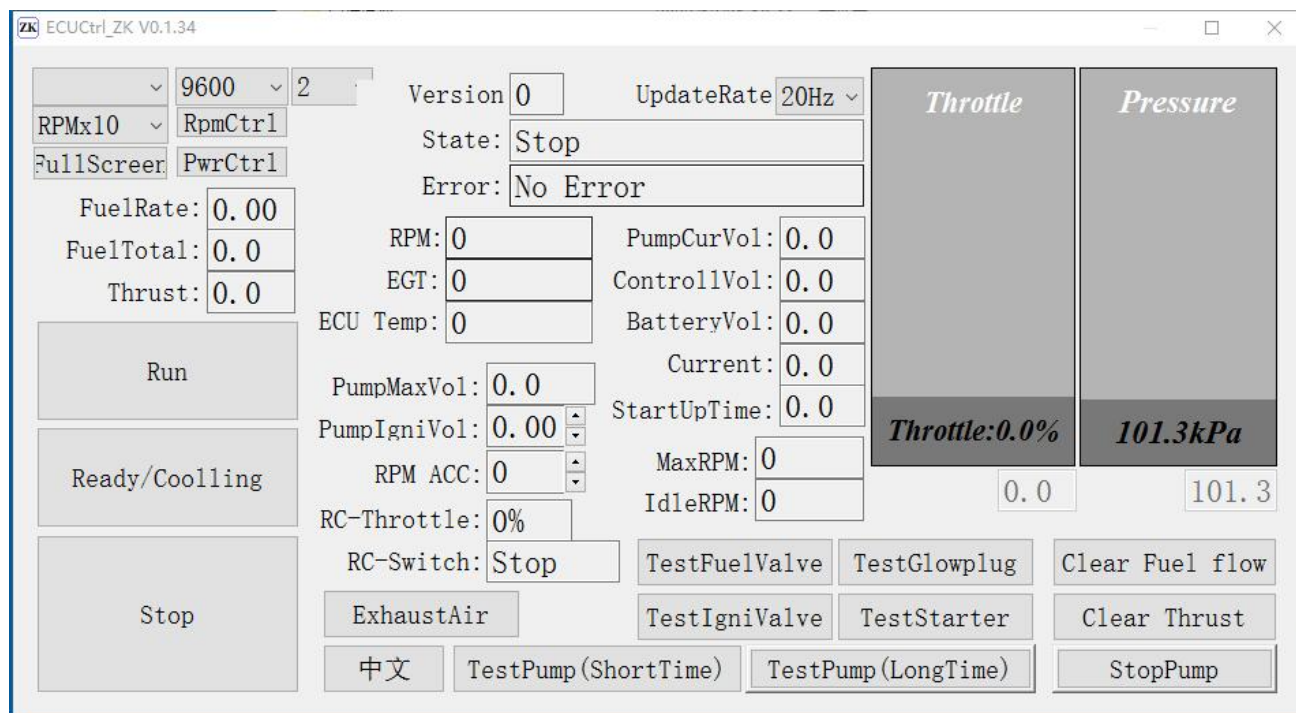 ZK ECUCtrl_ZK V0.1.34
9600 2 Version 0 UpdateRate 20Hz
RPMx10 RpmCtrl State: Stop
FullScreen PwrCtrl Error: No Error
Throttle Pressure
FuelRate: 0.00
FuelTotal: 0.0
Thrust: 0.0
RPM: 0 PumpCurVol: 0.0
EGT: 0 ControllVol: 0.0
ECU Temp: 0 BatteryVol: 0.0
Current: 0.0
Run
PumpMaxVol: 0.0
StartUpTime: 0.0
PumpIgniVol: 0.00
Throttle:0.0% 101.3kPa
Ready/Coolling
RPM ACC: 0 MaxRPM: 0
0.0 101.3
RC-Throttle: 0% IdleRPM: 0
RC-Switch: Stop
TestFuelValve TestGlowplug Clear Fuel flow
Stop
ExhaustAir TestIgniValve TestStarter Clear Thrust
中文 TestPump(ShortTime) TestPump(LongTime) StopPump